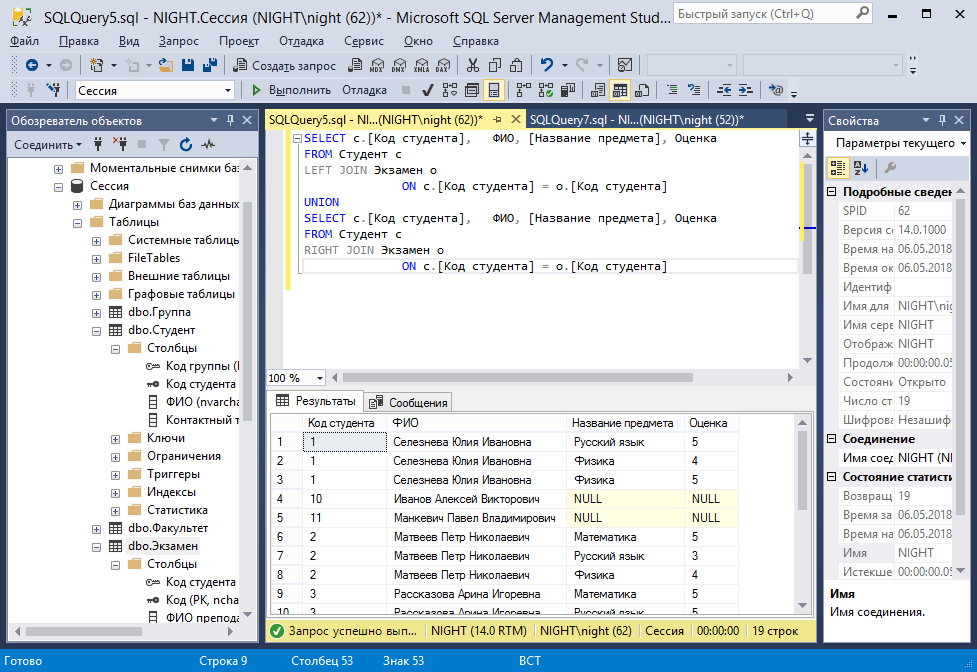 SQLQuery5.sql - NIGHT.Сессия (NIGHT\night (62))* - Microsoft SQL Server Management Stud...
Быстрый запуск (Ctrl+Q)
Файл Правка Вид Запрос Проект Отладка Сервис Окно Справка
Создать запрос MDX DMX XMLA DAX
Сессия Выполнить Отладка
Обозреватель объектов
Соединить
Моментальные снимки ба
Сессия
Диаграммы баз данных
Таблицы
Системные таблицы
FileTables
Внешние таблицы
Графовые таблицы
dbo.Группа
dbo.Студент
Столбцы
Код группы (
Код студента
ФИО (nvarcha
Контактный т
Ключи
Ограничения
Триггеры
Индексы
Статистика
dbo.Факультет
dbo.Экзамен
Столбцы
Код студента
Код (PK, ncha
ФИО препода
SQLQuery5.sql - NI...(NIGHT\night (62))* SQLQuery7.sql - NI...(NIGHT\night (52))*
SELECT с.[Код студента], ФИО, [Название предмета], Оценка
FROM Студент с
LEFT JOIN Экзамен о
ON с.[Код студента] = о.[Код студента]
UNION
SELECT с.[Код студента], ФИО, [Название предмета], Оценка
FROM Студент с
RIGHT JOIN Экзамен о
ON с.[Код студента] = о.[Код студента]
100 %
Результаты Сообщения
Код студента ФИО Название предмета Оценка
1 1 Селезнева Юлия Ивановна Русский язык 5
2 1 Селезнева Юлия Ивановна Физика 4
3 1 Селезнева Юлия Ивановна Физика 5
4 10 Иванов Алексей Викторович NULL NULL
5 11 Манкевич Павел Владимирович NULL NULL
6 2 Матвеев Петр Николаевич Математика 5
7 2 Матвеев Петр Николаевич Русский язык 3
8 2 Матвеев Петр Николаевич Физика 4
9 3 Рассказова Арина Игоревна Математика 5
10 3 Рассказова Арина Игоревна Русский язык 5
Запрос успешно вып... NIGHT (14.0 RTM) NIGHT\night (62) Сессия 00:00:00 19 строк
Свойства
Параметры текущего
Подробные сведен
SPID 62
Версия се 14.0.1000
Время на 06.05.2018
Время ок 06.05.2018
Идентиф
Имя для NIGHT\nig
Имя серв NIGHT
Отображ NIGHT
Продолж 00:00:00.05
Состояни Открыто
Число ст 19
Шифрова Незашиф
Соединение
Имя соед NIGHT (NI
Состояние статисти
Возвращ 19
Время за 06.05.2018
Время на 06.05.2018
Имя NIGHT
Истекше 00:00:00.05
Имя
Имя соединения.
Готово Строка 9 Столбец 53 Знак 53 ВСТ